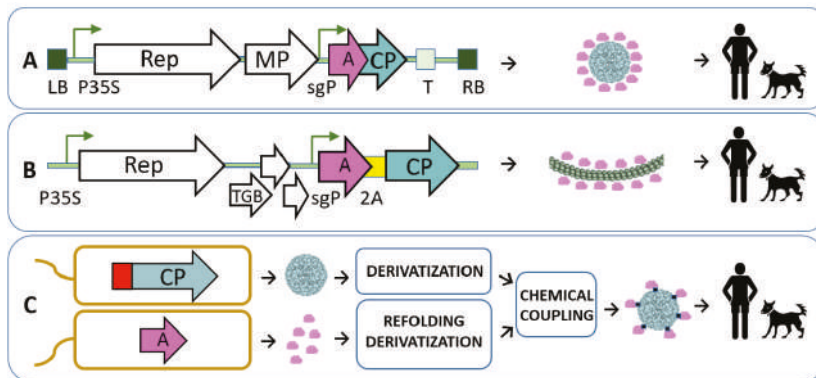 A
Rep
MP
A
CP
LB
P35S
sgP
T
RB
B
Rep
A
CP
TGB
P35S
sgP
2A
C
CP
DERIVATIZATION
CHEMICAL
COUPLING
A
REFOLDING
DERIVATIZATION